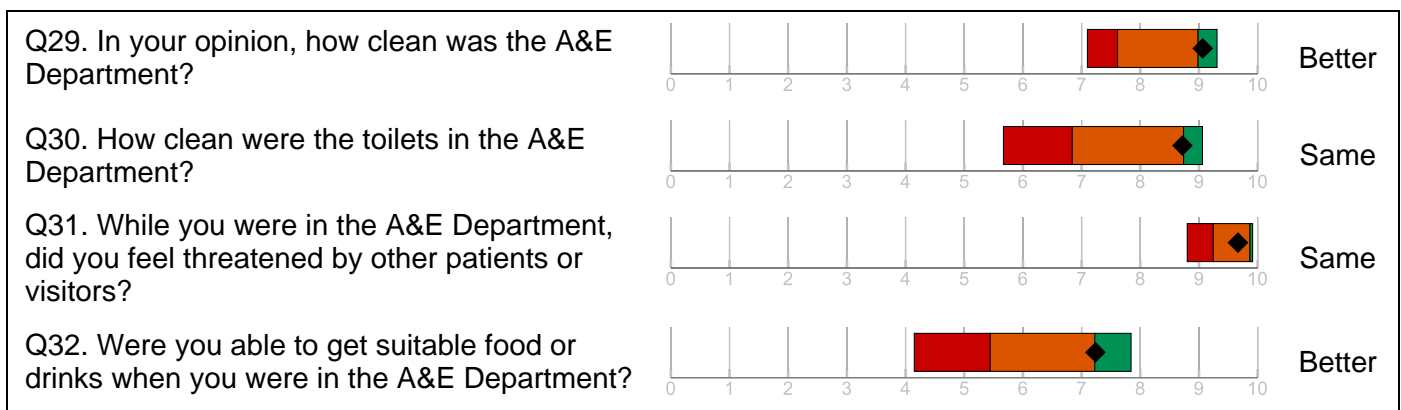 Q29. In your opinion, how clean was the A&E
Department?
Better
0 1 2 3 4 5 6 7 8 9 10
Q30. How clean were the toilets in the A&E
Department?
Same
0 1 2 3 4 5 6 7 8 9 10
Q31. While you were in the A&E Department,
did you feel threatened by other patients or
visitors?
Same
0 1 2 3 4 5 6 7 8 9 10
Q32. Were you able to get suitable food or
drinks when you were in the A&E Department?
Better
0 1 2 3 4 5 6 7 8 9 10